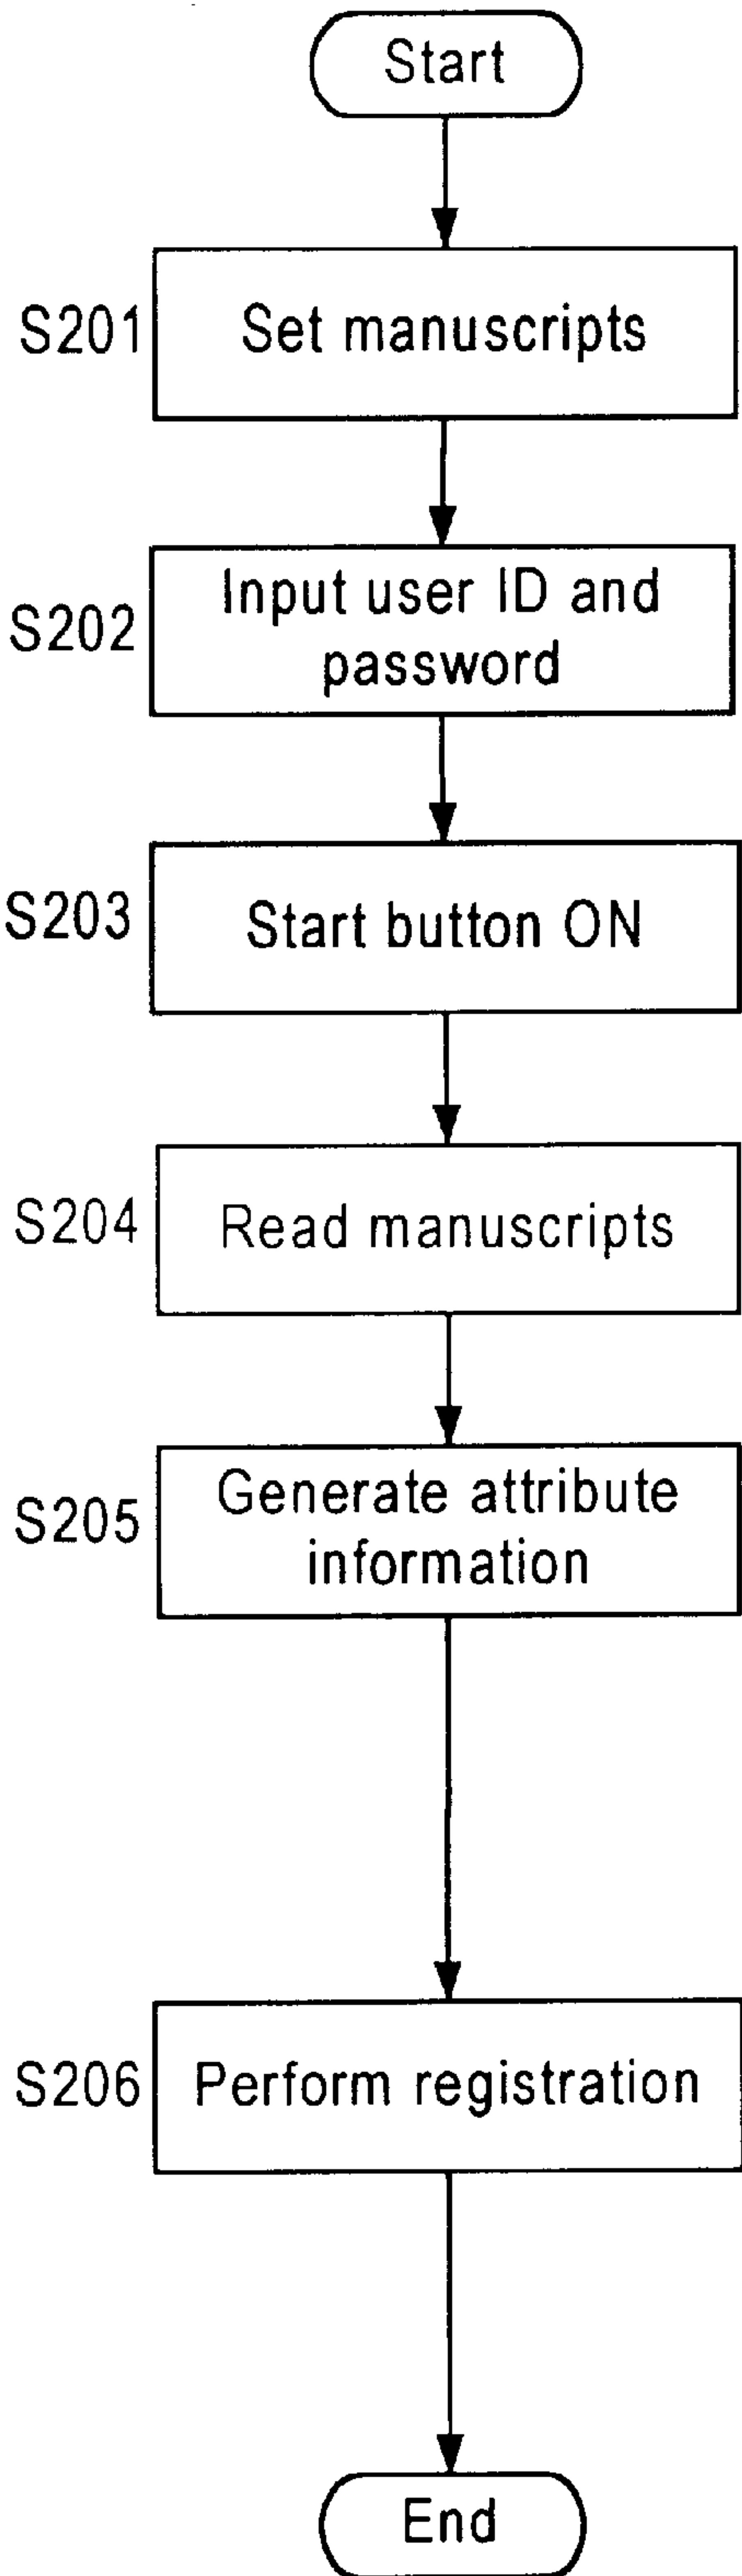 Start
S201
Set manuscripts
S202
Input user ID and
password
S203
Start button ON
S204
Read manuscripts
S205
Generate attribute
information
S206
Perform registration
End